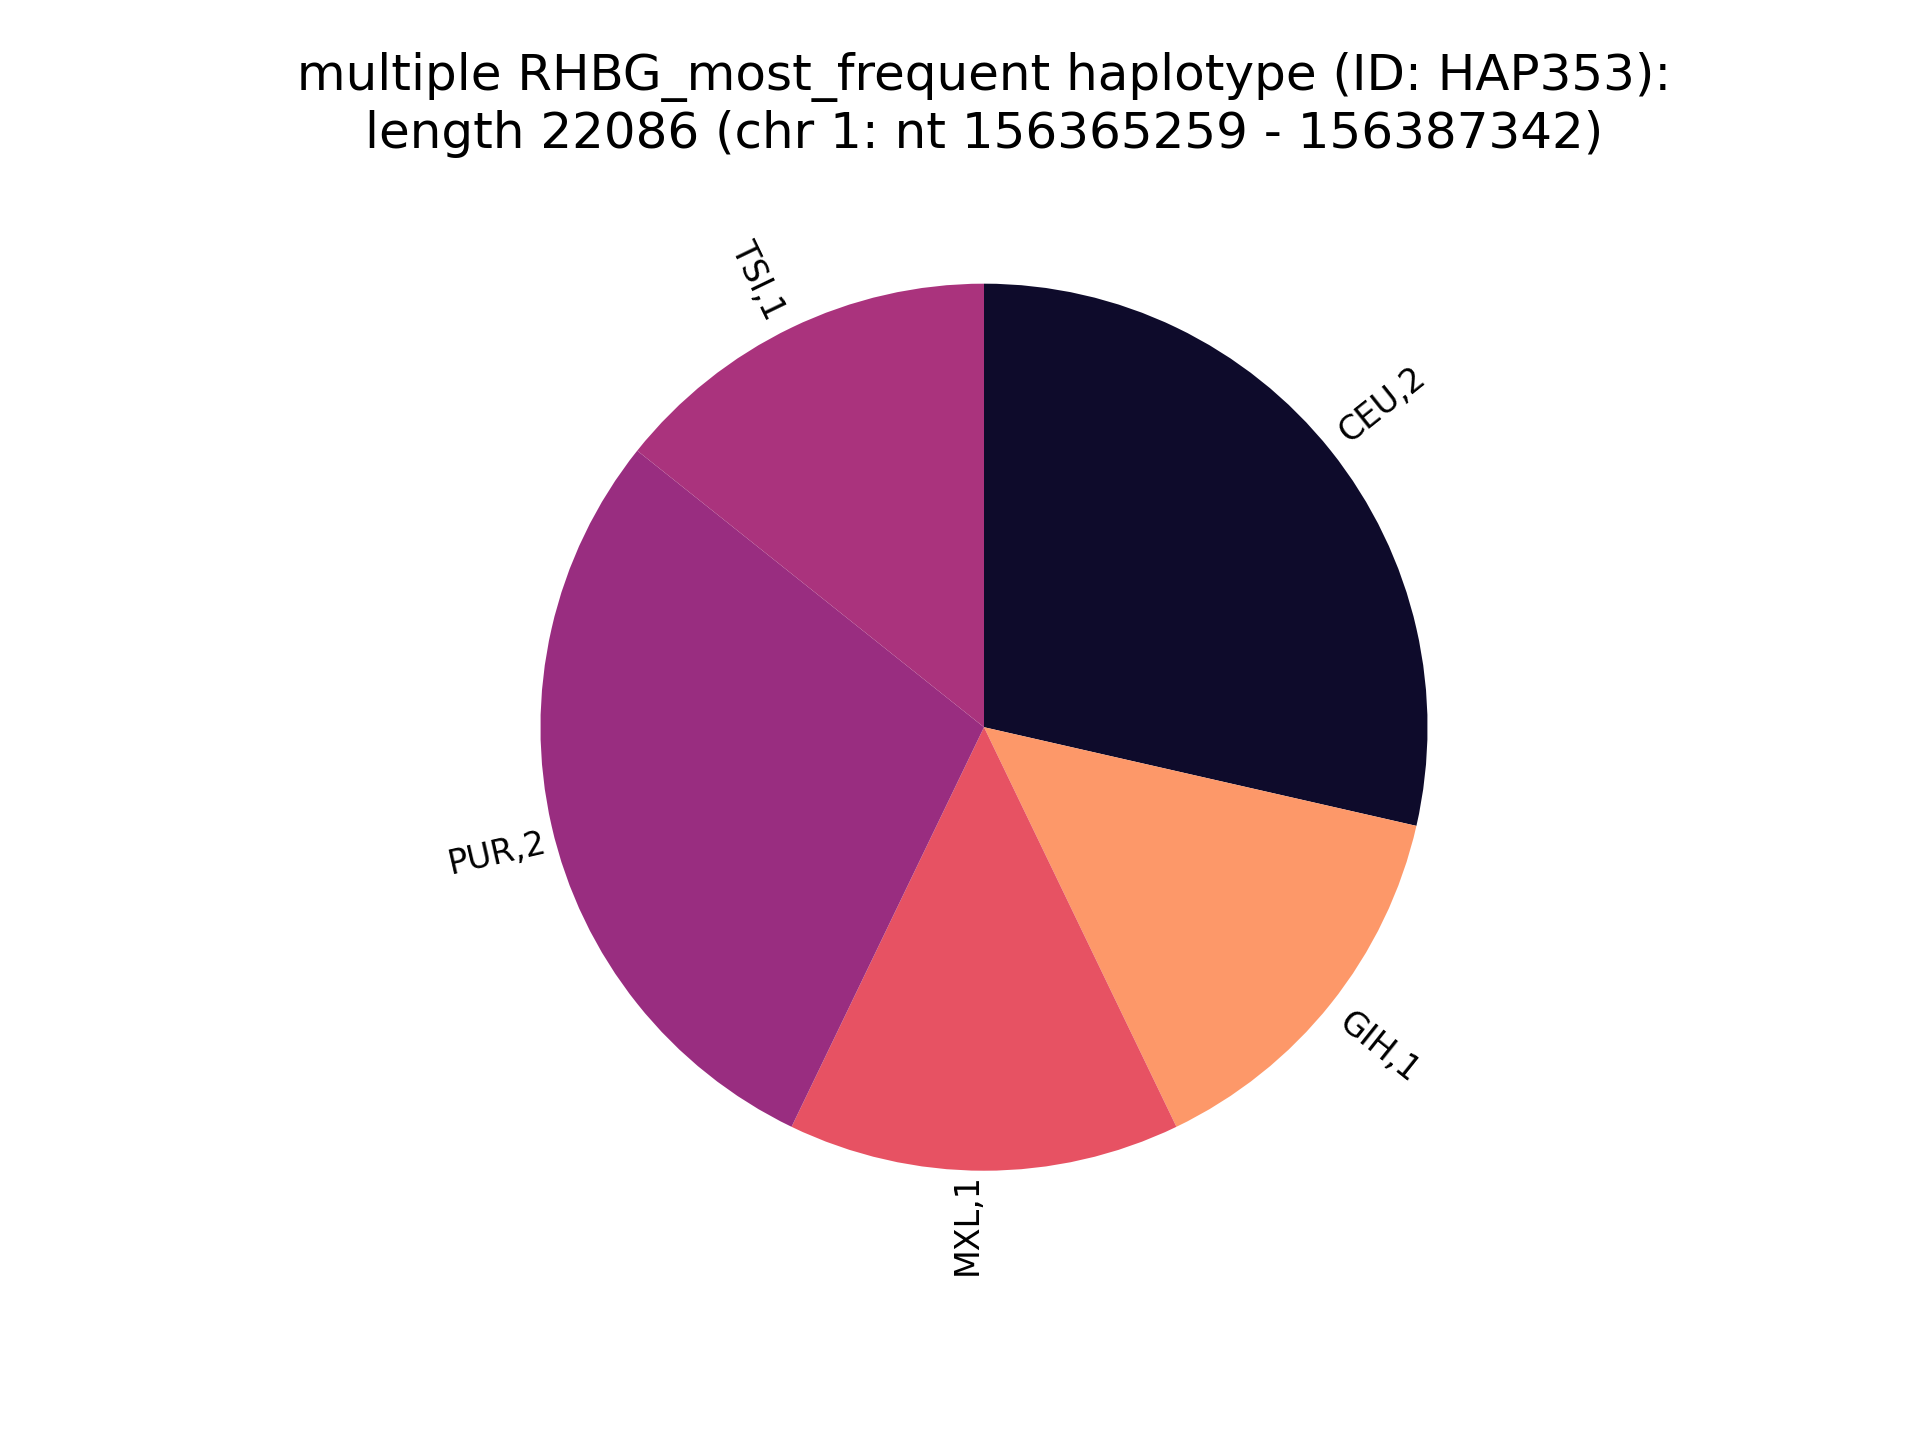 multiple RHBG_most_frequent haplotype (ID: HAP353):
length 22086 (chr 1: nt 156365259 - 156387342)
TSI,1
CEU,2
PUR,2
GIH,1
MXL,1